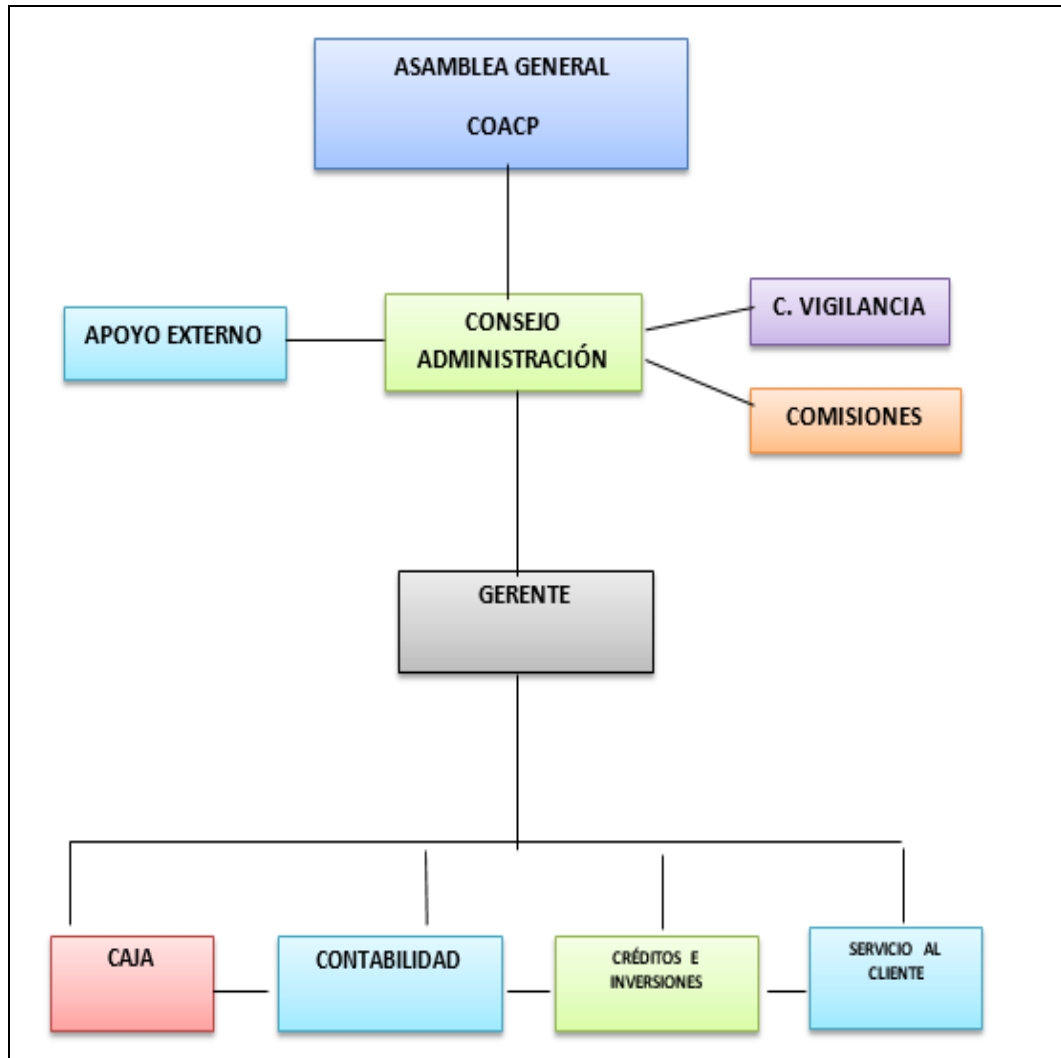 ASAMBLEA GENERAL
COACP
APOYO EXTERNO
CONSEJO
ADMINISTRACIÓN
C. VIGILANCIA
COMISIONES
GERENTE
CAJA
CONTABILIDAD
CRÉDITOS E
INVERSIONES
SERVICIO AL
CLIENTE